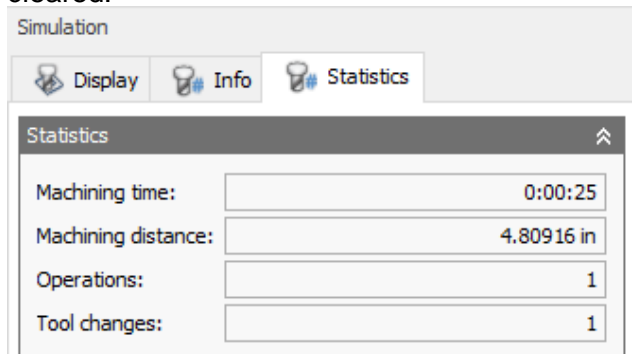 cleared.
Simulation
Display Info Statistics
Statistics
Machining time: 0:00:25
Machining distance: 4.80916 in
Operations: 1
Tool changes: 1